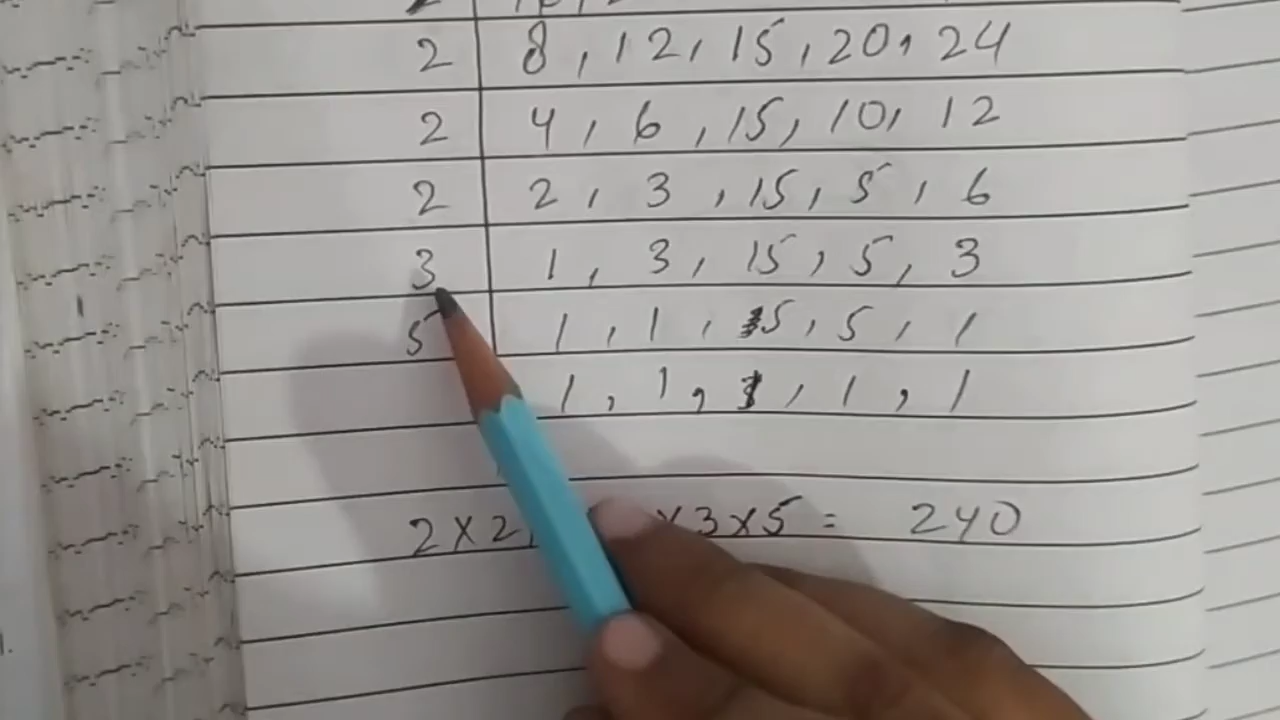 2 8, 12, 15, 20, 24
2 4, 6, 15, 10, 12
2 2, 3, 15, 5, 6
3 1, 3, 15, 5, 3
5 1, 1, 5, 5, 1
1, 1, 1, 1, 1
2×2 ×3×5= 240